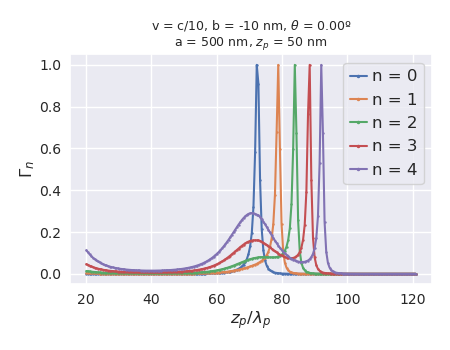 v = c/10, b = -10 nm, θ = 0.00º
a = 500 nm, z_p = 50 nm
1.0
0.8
0.6
0.4
0.2
0.0
Γ_n
n = 0
n = 1
n = 2
n = 3
n = 4
20 40 60 80 100 120
z_p/λ_p